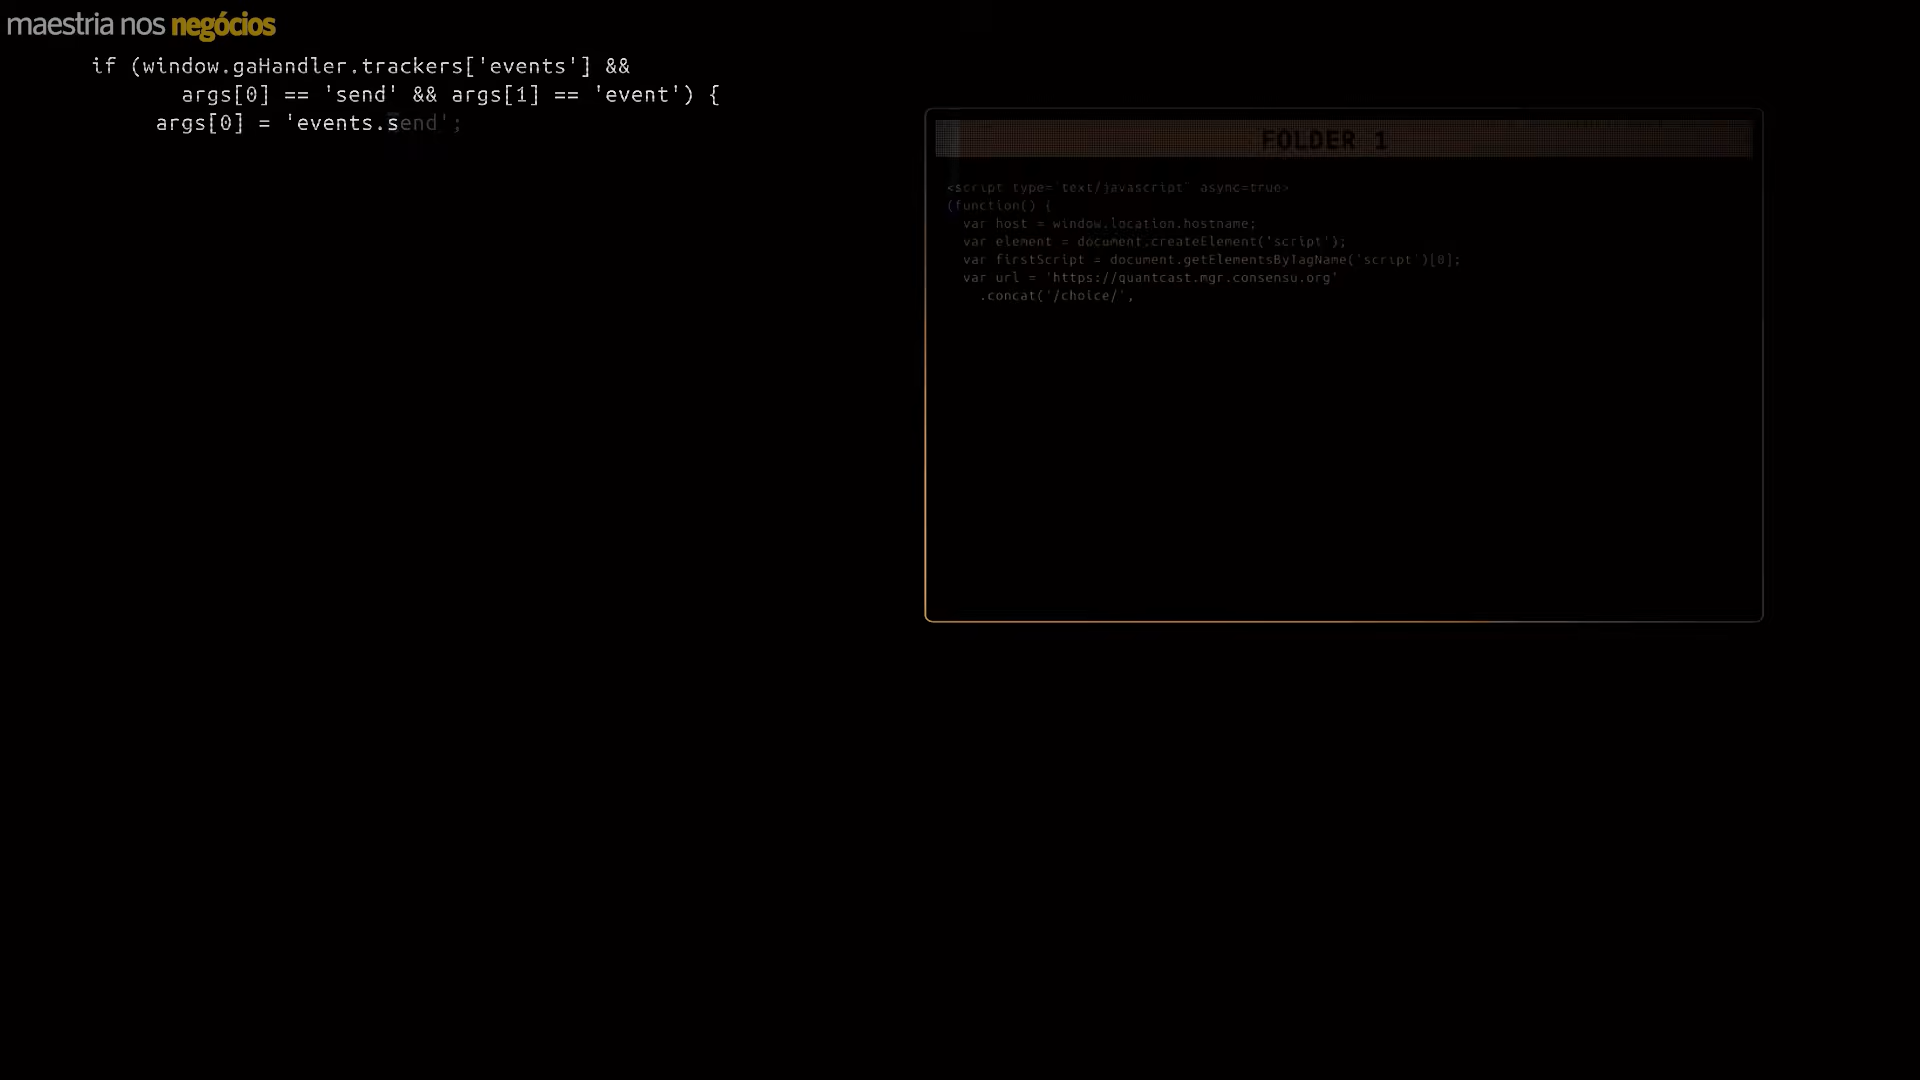 maestria nos negócios
if (window.gaHandler.trackers['events'] &&
args[0] == 'send' && args[1] == 'event') {
args[0] = 'events.send';
FOLDER 1
<script type="text/javascript" async=true>
(function() {
var host = window.location.hostname;
var element = document.createElement('script');
var firstScript = document.getElementsByTagName('script')[0];
var url = 'https://quantcast.mgr.consensu.org'
.concat('/choice/',